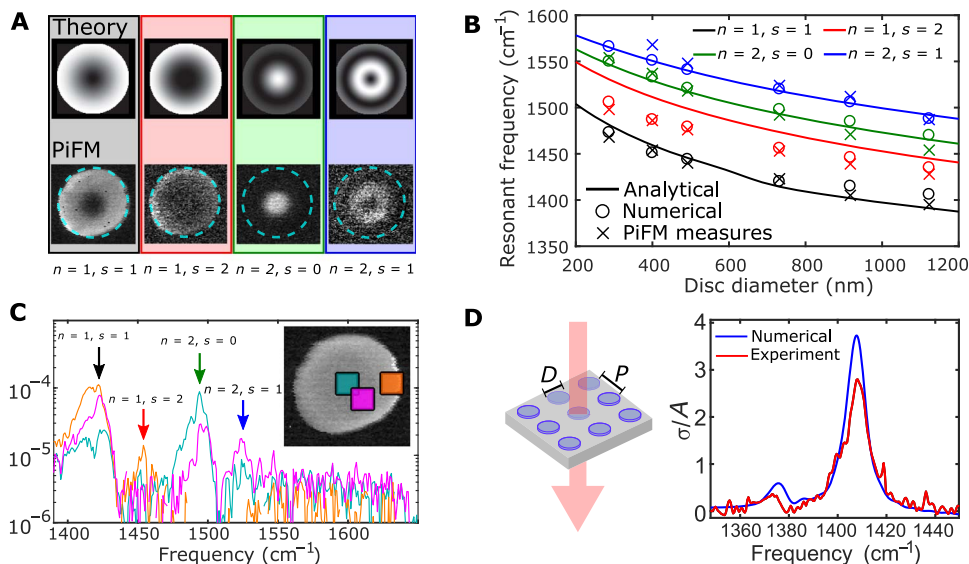 A
Theory
PiFM
n = 1, s = 1
n = 1, s = 2
n = 2, s = 0
n = 2, s = 1
B
Resonant frequency (cm⁻¹)
1600
1550
1500
1450
1400
1350
n = 1, s = 1
n = 1, s = 2
n = 2, s = 0
n = 2, s = 1
Analytical
Numerical
PiFM measures
200
400
600
800
1000
1200
Disc diameter (nm)
C
n = 1, s = 1
n = 2, s = 0
n = 1, s = 2
n = 2, s = 1
10⁻⁴
10⁻⁵
10⁻⁶
1400
1450
1500
1550
1600
Frequency (cm⁻¹)
D
D
P
σ/A
4
2
0
Numerical
Experiment
1360
1380
1400
1420
1440
Frequency (cm⁻¹)